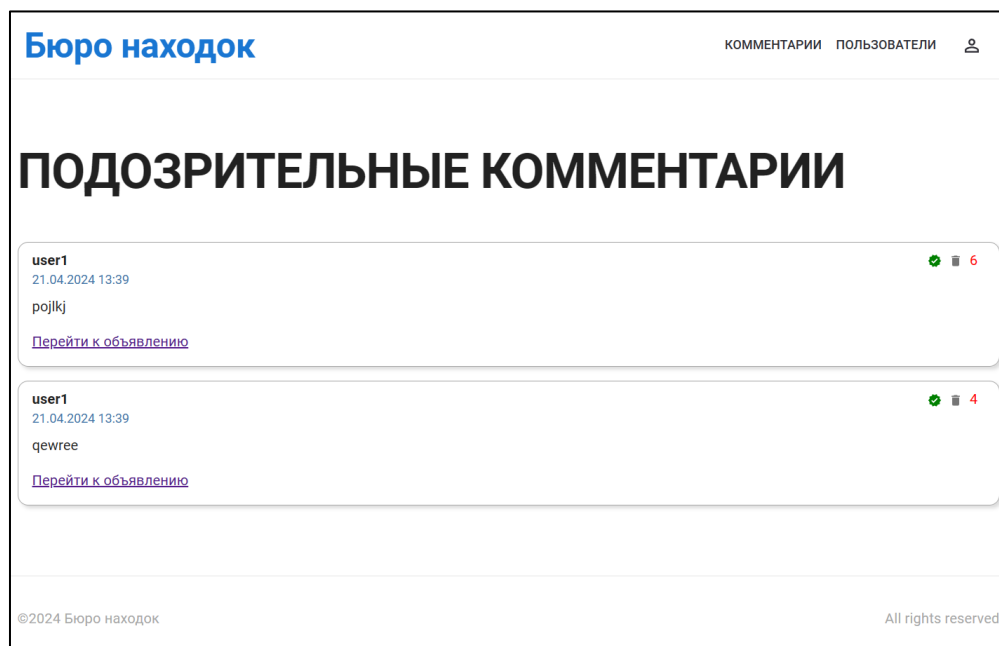 Бюро находок
КОММЕНТАРИИ ПОЛЬЗОВАТЕЛИ
ПОДОЗРИТЕЛЬНЫЕ КОММЕНТАРИИ
user1
6
21.04.2024 13:39
pojlkj
Перейти к объявлению
user1
4
21.04.2024 13:39
qewree
Перейти к объявлению
©2024 Бюро находок
All rights reserved